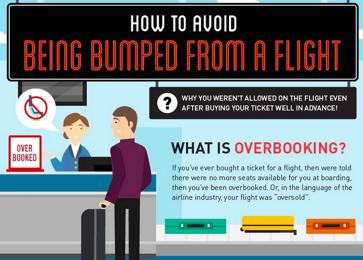 HOW TO AVOID
BEING BUMPED FROM A FLIGHT
?
WHY YOU WEREN'T ALLOWED ON THE FLIGHT EVEN
AFTER BUYING YOUR TICKET WELL IN ADVANCE!
OVER
BOOKED
WHAT IS OVERBOOKING?
If you've ever bought a ticket for a flight, then were told
there were no more seats available for you at boarding,
then you've been overbooked. Or, in the language of the
airline industry, your flight was "oversold".